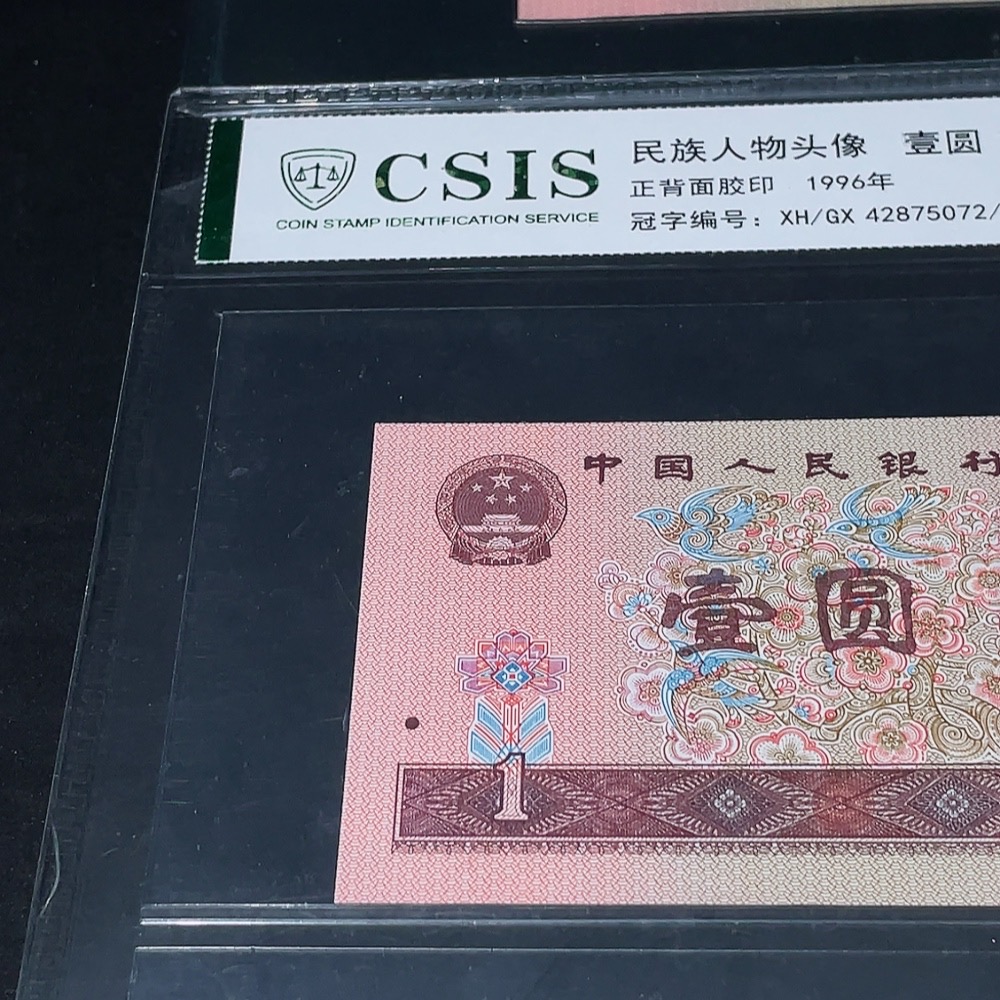 CSIS
COIN STAMP IDENTIFICATION SERVICE
民族人物头像 壹圆
正背面胶印 1996年
冠字编号：XH/GX 42875072/
中国人民银行
壹圆
1